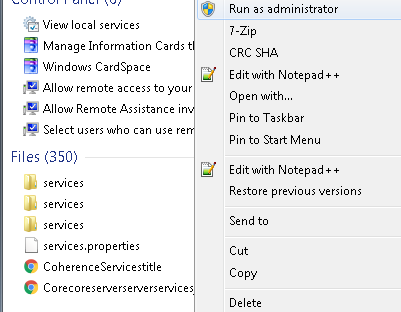 Control Panel (6)
View local services
Manage Information Cards th
Windows CardSpace
Allow remote access to your
Allow Remote Assistance inv
Select users who can use rem
Files (350)
services
services
services
services.properties
CoherenceServicestitle
Corecoreserverserverservices
Run as administrator
7-Zip
CRC SHA
Edit with Notepad++
Open with...
Pin to Taskbar
Pin to Start Menu
Edit with Notepad++
Restore previous versions
Send to
Cut
Copy
Delete